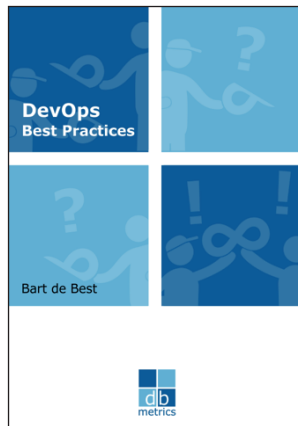 DevOps
Best Practices
?
?
! !
Bart de Best
db
metrics